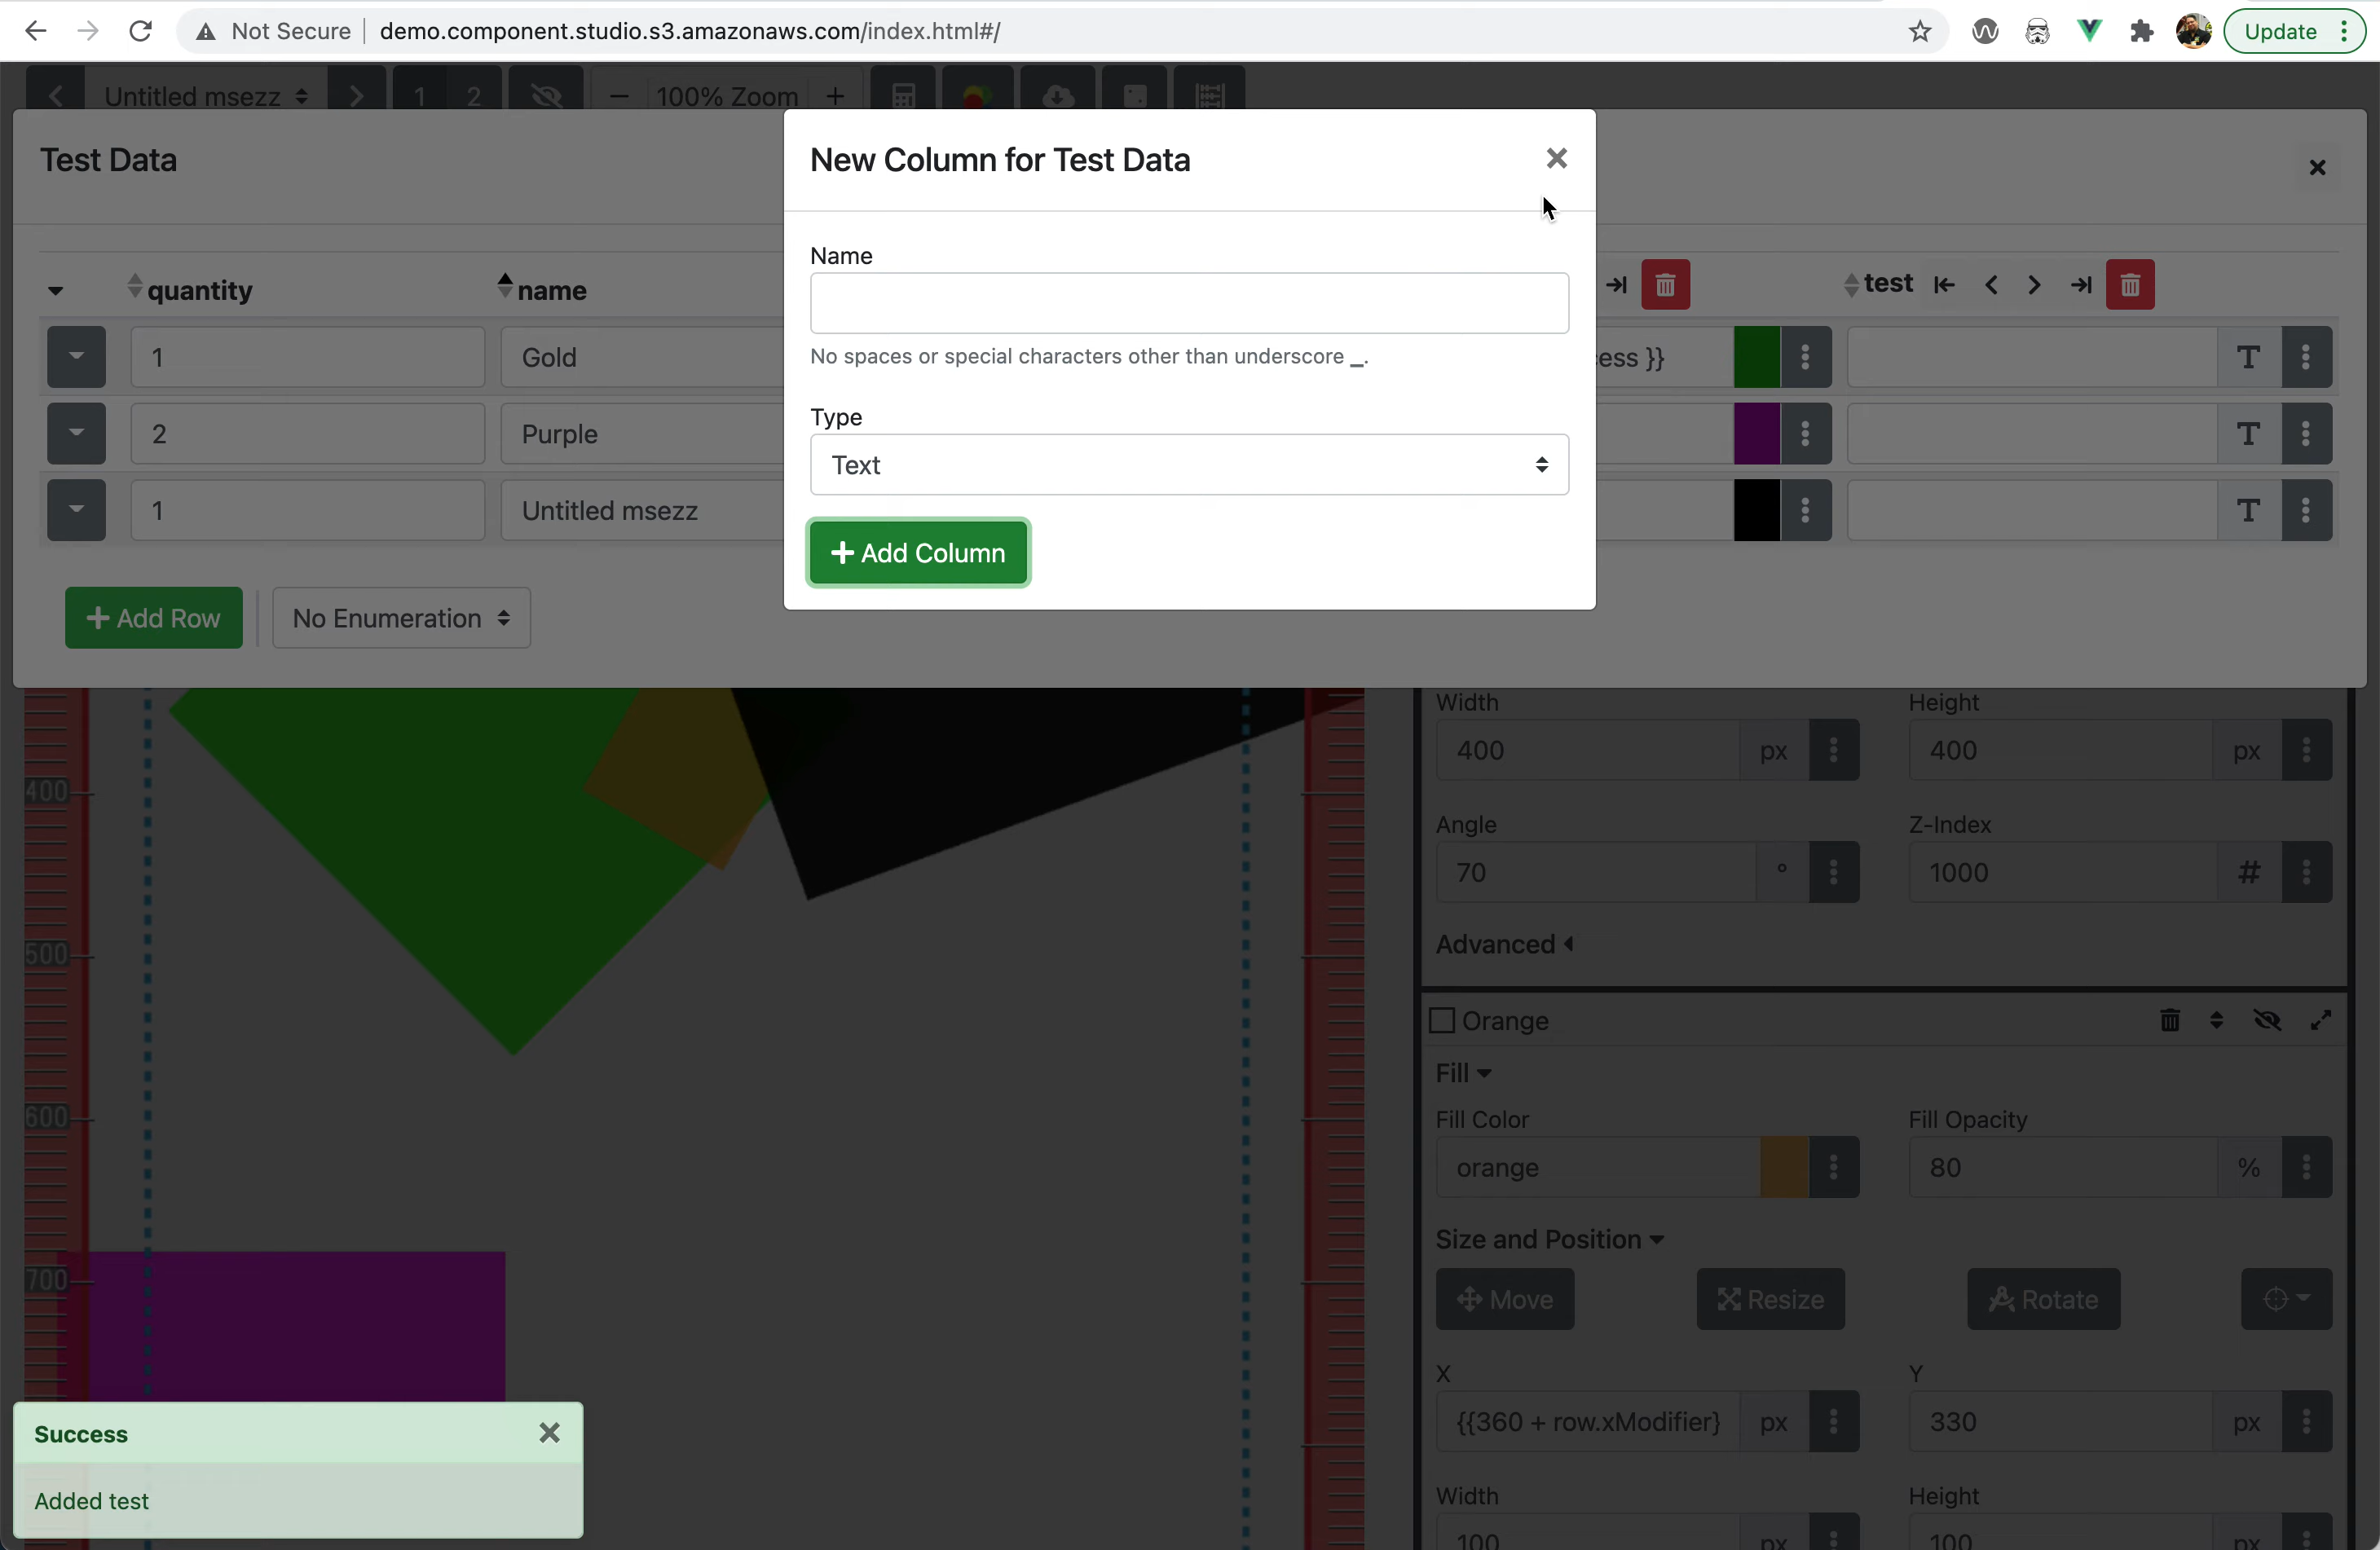 Not Secure
demo.component.studio.s3.amazonaws.com/index.html#/
Update
Untitled msezz
1
2
100% Zoom
Test Data
New Column for Test Data
quantity
name
test
Name
No spaces or special characters other than underscore _.
1
Gold
cess }}
T
2
Purple
T
1
Untitled msezz
T
Type
Text
Add Column
Add Row
No Enumeration
Width
Height
400
px
400
px
Angle
Z-Index
70
°
1000
#
Advanced
Orange
Fill
Fill Color
Fill Opacity
orange
80
%
Size and Position
Move
Resize
Rotate
X
Y
{{360 + row.xModifier}
px
330
px
Width
Height
100
px
100
px
400
500
600
700
Success
Added test